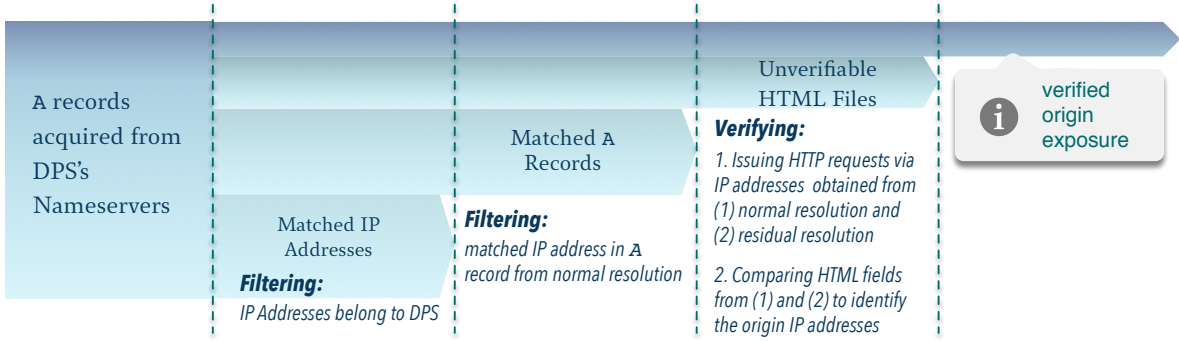 A records
acquired from
DPS's
Nameservers
Matched IP
Addresses
Filtering:
IP Addresses belong to DPS
Matched A
Records
Filtering:
matched IP address in A
record from normal resolution
Unverifiable
HTML Files
Verifying:
1. Issuing HTTP requests via
IP addresses obtained from
(1) normal resolution and
(2) residual resolution
2. Comparing HTML fields
from (1) and (2) to identify
the origin IP addresses
i
verified
origin
exposure